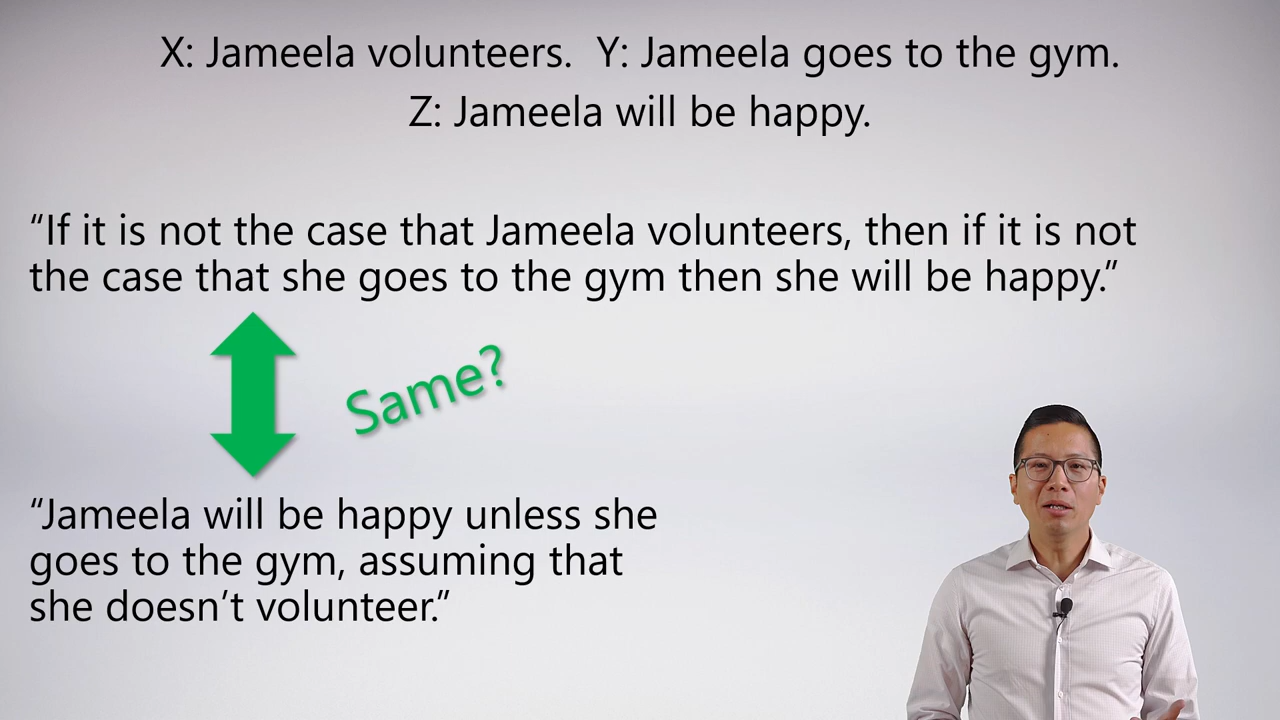 X: Jameela volunteers.  Y: Jameela goes to the gym.
Z: Jameela will be happy.
“If it is not the case that Jameela volunteers, then if it is not
the case that she goes to the gym then she will be happy.”
Same?
“Jameela will be happy unless she
goes to the gym, assuming that
she doesn’t volunteer.”